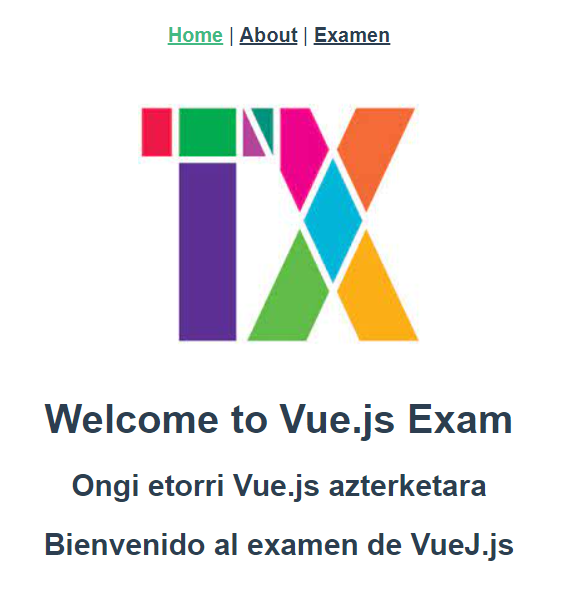 Home | About | Examen
TX
Welcome to Vue.js Exam
Ongi etorri Vue.js azterketara
Bienvenido al examen de VueJ.js